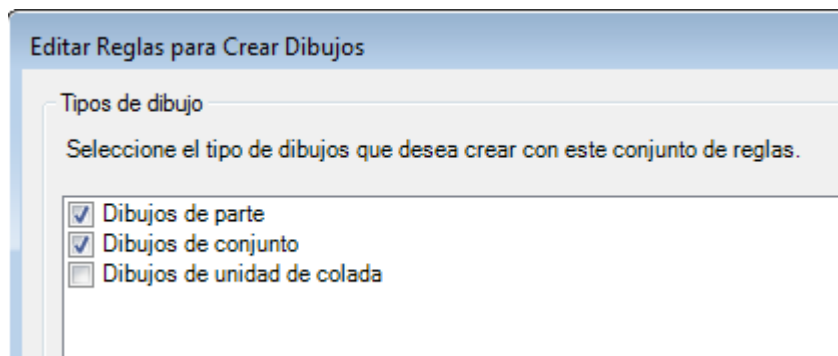 Editar Reglas para Crear Dibujos
Tipos de dibujo
Seleccione el tipo de dibujos que desea crear con este conjunto de reglas.
Dibujos de parte
Dibujos de conjunto
Dibujos de unidad de colada